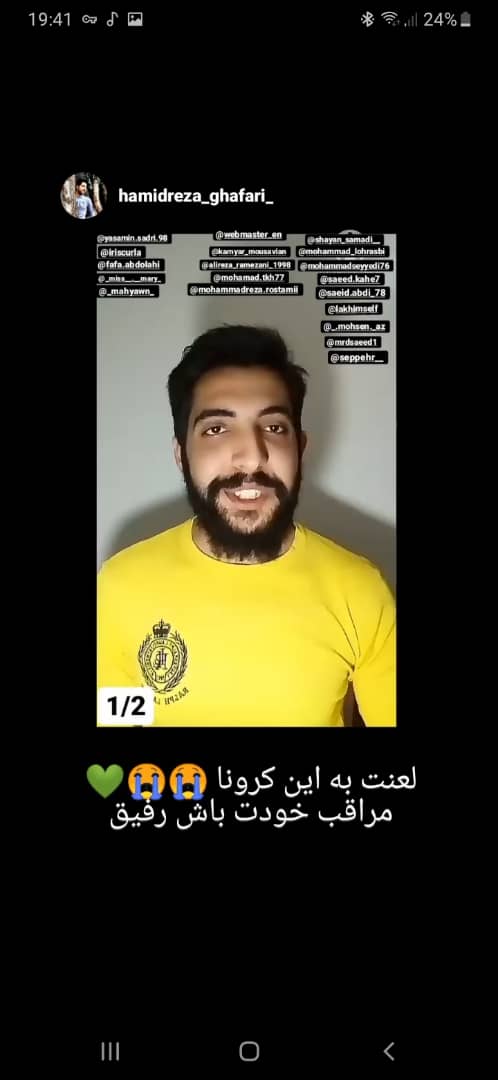 19:41
24%
hamidreza_ghafari_
@yasamin.sadri.98
@iriscurla
@fafa.abdolahi
@_mahyawn_
@webmaster_en
@kamyar_mousavian
@alireza_ramezani_1998
@mohamad.tkh77
@mohammadreza.rostamii
@shayan_samadi__
@mohammad_lohrasbi
@mohammadseyyedi76
@saeed.kahe7
@saeid.abdi_78
@lakhimself
@_.mohsen._az
@mrdsaeed1
@seppehr__
1/2
لعنت به این کرونا 😭😭💚
مراقب خودت باش رفیق